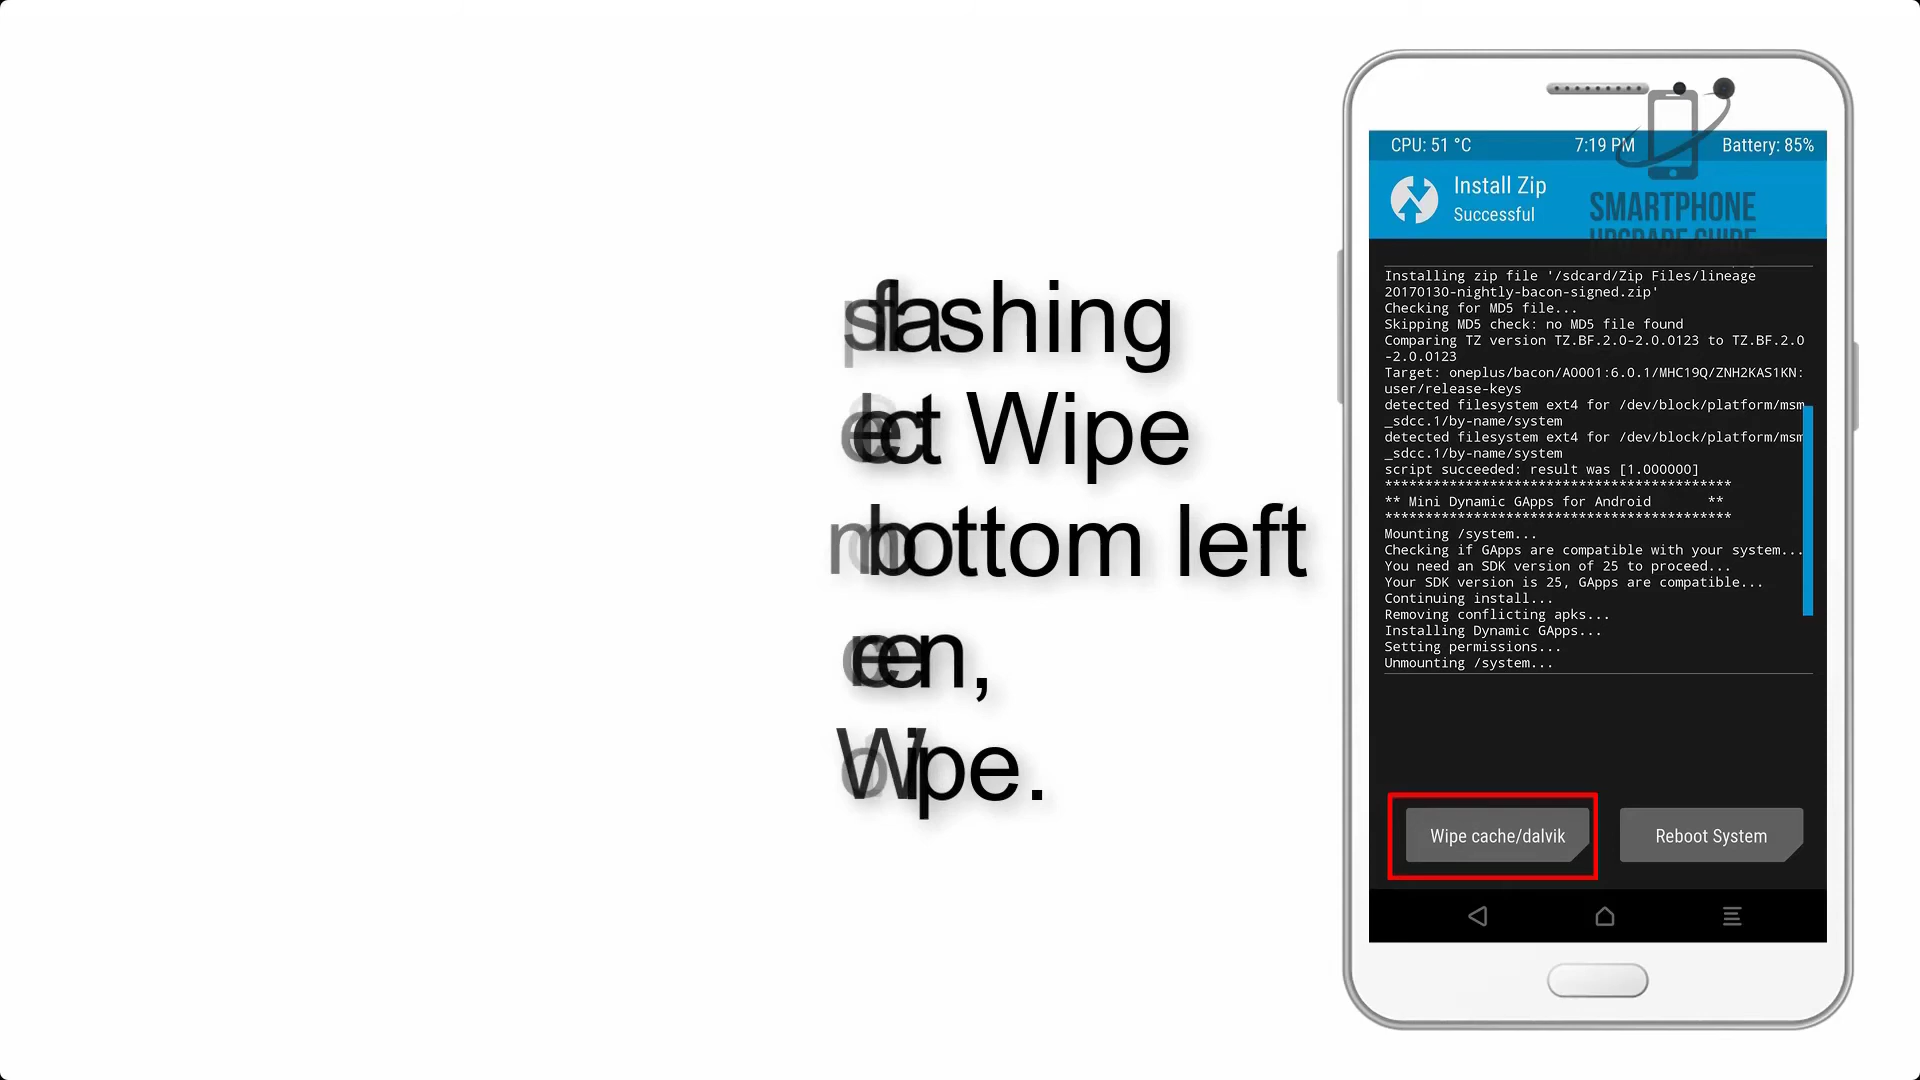 flashing
Wipe
bottom left
Wipe.
CPU: 51 °C 7:19 PM Battery: 85%
Install Zip
Successful
SMARTPHONE
UPGRADE GUIDE
Installing zip file '/sdcard/Zip Files/lineage
20170130-nightly-bacon-signed.zip'
Checking for MD5 file...
Skipping MD5 check: no MD5 file found
Comparing TZ version TZ.BF.2.0-2.0.0123 to TZ.BF.2.0
-2.0.0123
Target: oneplus/bacon/A0001:6.0.1/MHC19Q/ZNH2KAS1KN:
user/release-keys
detected filesystem ext4 for /dev/block/platform/msm
_sdcc.1/by-name/system
detected filesystem ext4 for /dev/block/platform/msm
_sdcc.1/by-name/system
script succeeded: result was [1.000000]
*******************************************
** Mini Dynamic GApps for Android **
*******************************************
Mounting /system...
Checking if GApps are compatible with your system...
You need an SDK version of 25 to proceed...
Your SDK version is 25, GApps are compatible...
Continuing install...
Removing conflicting apks...
Installing Dynamic GApps...
Setting permissions...
Unmounting /system...
Wipe cache/dalvik Reboot System